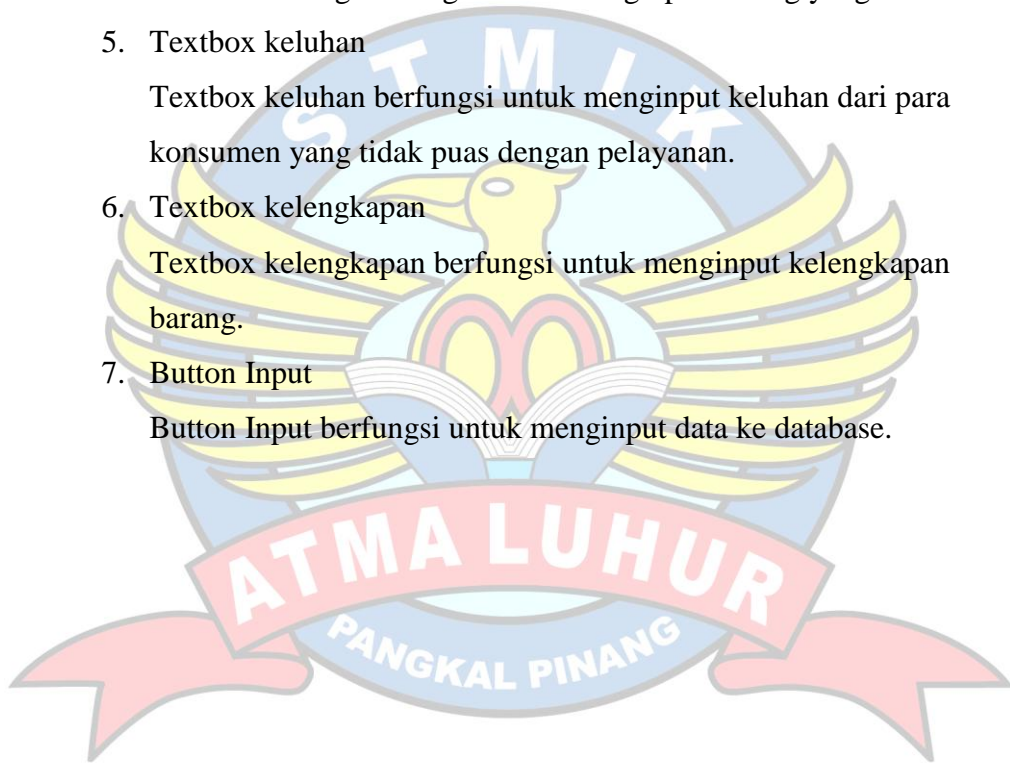 5. Textbox keluhan
Textbox keluhan berfungsi untuk menginput keluhan dari para
konsumen yang tidak puas dengan pelayanan.
6. Textbox kelengkapan
Textbox kelengkapan berfungsi untuk menginput kelengkapan
barang.
7. Button Input
Button Input berfungsi untuk menginput data ke database.
STMIK
ATMA LUHUR
PANGKAL PINANG